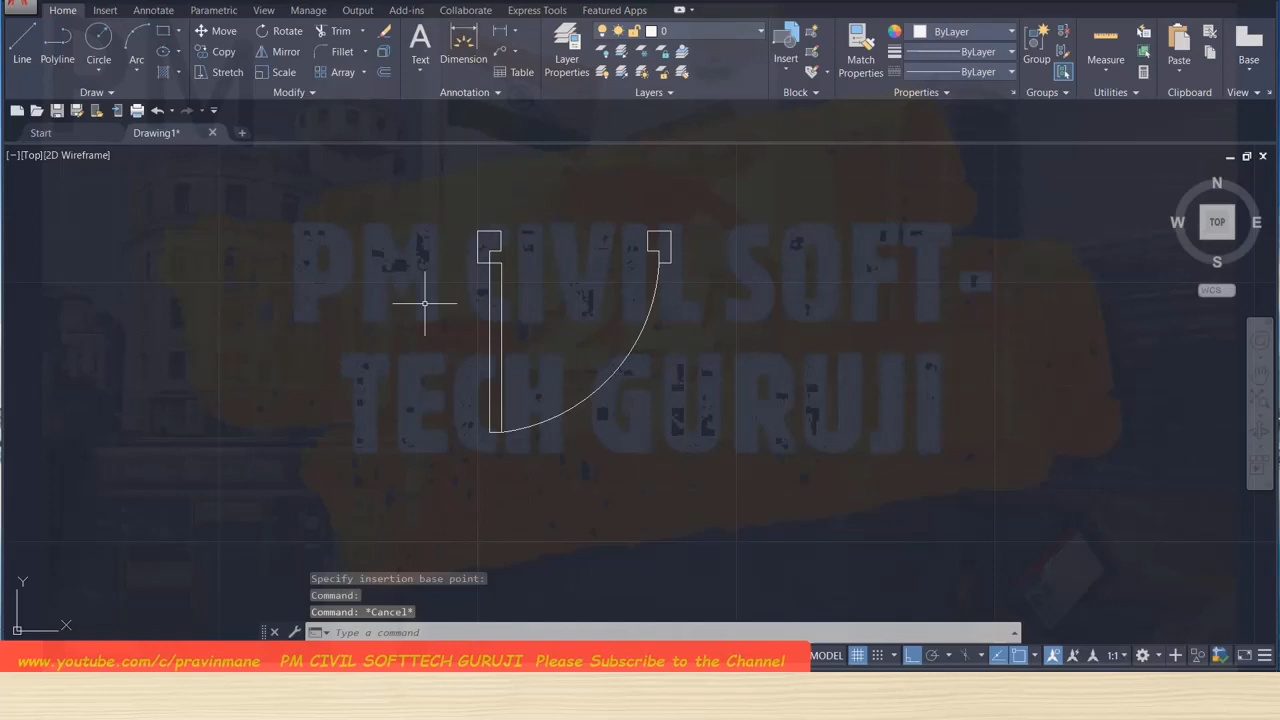 Home Insert Annotate Parametric View Manage Output Add-ins Collaborate Express Tools Featured Apps
Line Polyline Circle Arc
Move Rotate Trim
Copy Mirror Fillet
Stretch Scale Array
Text Dimension Table
Layer Properties
0
Insert
Match Properties
ByLayer
ByLayer
ByLayer
Group
Measure
Paste
Base
Draw Modify Annotation Layers Block Properties Groups Utilities Clipboard View
Start Drawing1*
[−][Top][2D Wireframe]
N
W TOP E
S
WCS
PM CIVIL SOFT-
TECH GURUJI
Y
X
Specify insertion base point:
Command:
Command: *Cancel*
Type a command
www.youtube.com/c/pravinmane PM CIVIL SOFTTECH GURUJI Please Subscribe to the Channel
MODEL 1:1